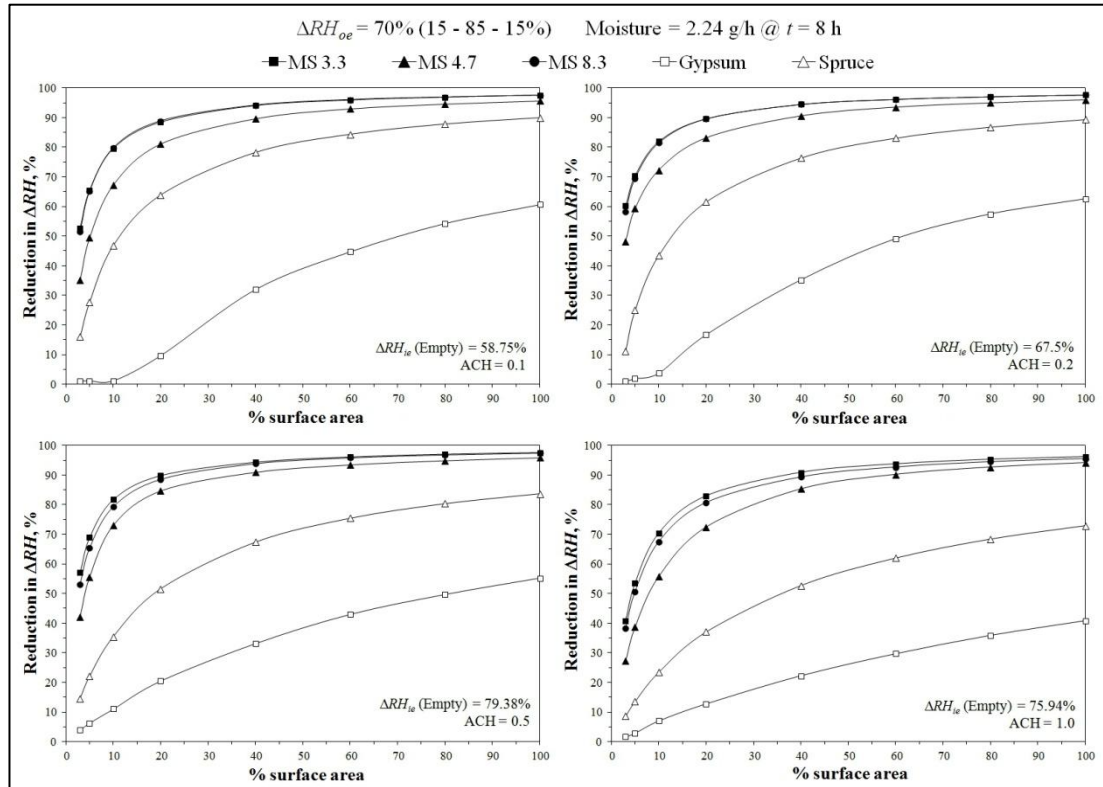 ΔRHoe = 70% (15 - 85 - 15%) Moisture = 2.24 g/h @ t = 8 h
MS 3.3 MS 4.7 MS 8.3 Gypsum Spruce
Reduction in ΔRH, %
100
90
80
70
60
50
40
30
20
10
0
ΔRHie (Empty) = 58.75%
ACH = 0.1
0 10 20 30 40 50 60 70 80 90 100
% surface area
Reduction in ΔRH, %
100
90
80
70
60
50
40
30
20
10
0
ΔRHie (Empty) = 67.5%
ACH = 0.2
0 10 20 30 40 50 60 70 80 90 100
% surface area
Reduction in ΔRH, %
100
90
80
70
60
50
40
30
20
10
0
ΔRHie (Empty) = 79.38%
ACH = 0.5
0 10 20 30 40 50 60 70 80 90 100
% surface area
Reduction in ΔRH, %
100
90
80
70
60
50
40
30
20
10
0
ΔRHie (Empty) = 75.94%
ACH = 1.0
0 10 20 30 40 50 60 70 80 90 100
% surface area